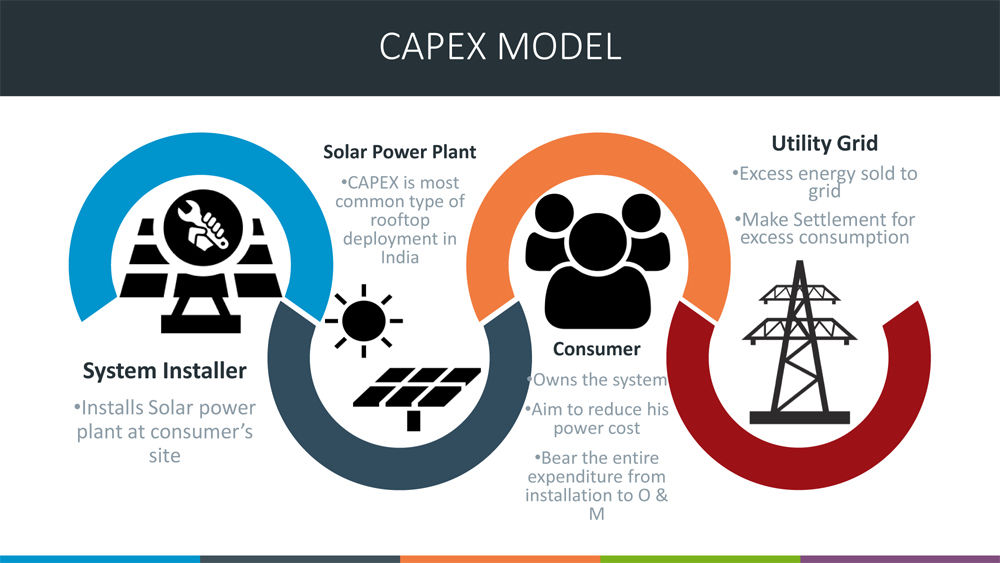 CAPEX MODEL
System Installer
•Installs Solar power
plant at consumer's
site
Solar Power Plant
•CAPEX is most
common type of
rooftop
deployment in
India
Consumer
•Owns the system
•Aim to reduce his
power cost
•Bear the entire
expenditure from
installation to O &
M
Utility Grid
•Excess energy sold to
grid
•Make Settlement for
excess consumption